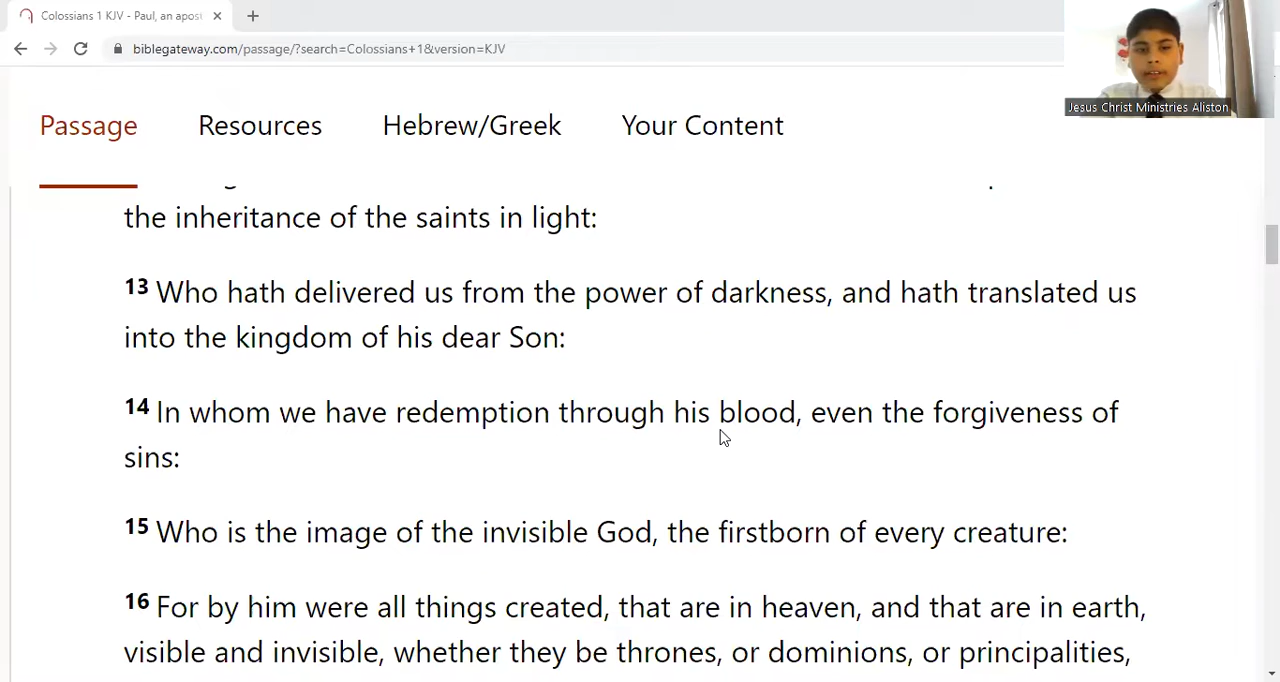 Colossians 1 KJV - Paul, an apost
biblegateway.com/passage/?search=Colossians+1&version=KJV
Jesus Christ Ministries Aliston
Passage Resources Hebrew/Greek Your Content
the inheritance of the saints in light:
13 Who hath delivered us from the power of darkness, and hath translated us
into the kingdom of his dear Son:
14 In whom we have redemption through his blood, even the forgiveness of
sins:
15 Who is the image of the invisible God, the firstborn of every creature:
16 For by him were all things created, that are in heaven, and that are in earth,
visible and invisible, whether they be thrones, or dominions, or principalities,